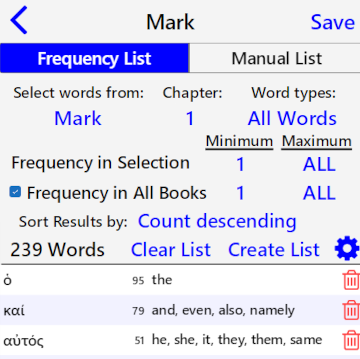 Mark Save
Frequency List Manual List
Select words from: Chapter: Word types:
Mark 1 All Words
Minimum Maximum
Frequency in Selection 1 ALL
Frequency in All Books 1 ALL
Sort Results by: Count descending
239 Words Clear List Create List
ὁ 95 the
καί 79 and, even, also, namely
αὐτός 51 he, she, it, they, them, same